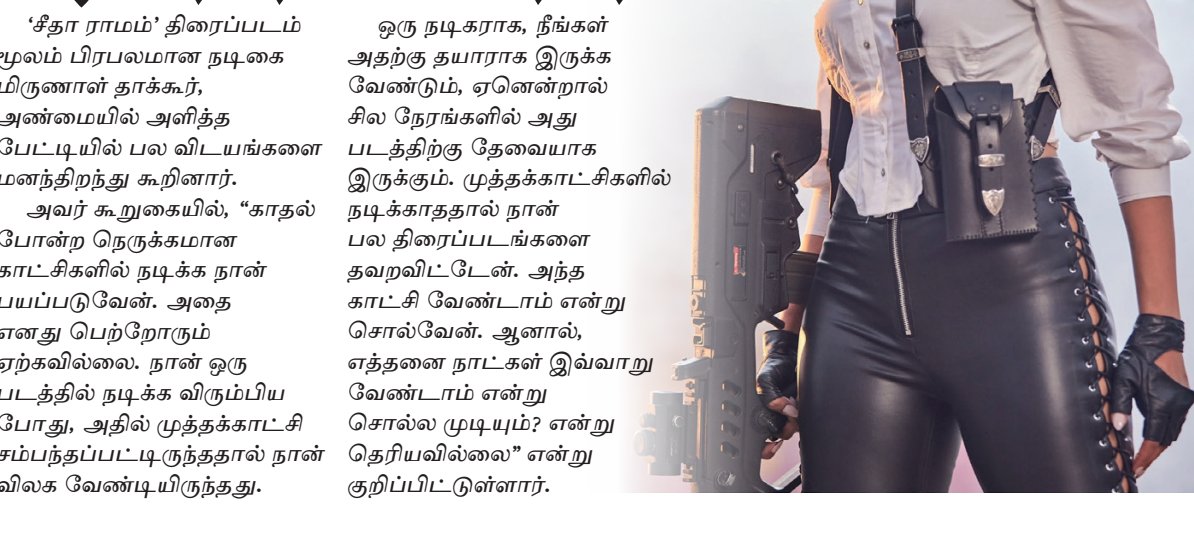 ‘சீதா ராமம்’ திரைப்படம்
மூலம் பிரபலமான நடிகை
மிருணாள் தாக்கூர்,
அண்மையில் அளித்த
பேட்டியில் பல விடயங்களை
மனந்திறந்து கூறினார்.
அவர் கூறுகையில், “காதல்
போன்ற நெருக்கமான
காட்சிகளில் நடிக்க நான்
பயப்படுவேன். அதை
எனது பெற்றோரும்
ஏற்கவில்லை. நான் ஒரு
படத்தில் நடிக்க விரும்பிய
போது, அதில் முத்தக்காட்சி
சம்பந்தப்பட்டிருந்ததால் நான்
விலக வேண்டியிருந்தது.
ஒரு நடிகராக, நீங்கள்
அதற்கு தயாராக இருக்க
வேண்டும், ஏனென்றால்
சில நேரங்களில் அது
படத்திற்கு தேவையாக
இருக்கும். முத்தக்காட்சிகளில்
நடிக்காததால் நான்
பல திரைப்படங்களை
தவறவிட்டேன். அந்த
காட்சி வேண்டாம் என்று
சொல்வேன். ஆனால்,
எத்தனை நாட்கள் இவ்வாறு
வேண்டாம் என்று
சொல்ல முடியும்? என்று
தெரியவில்லை” என்று
குறிப்பிட்டுள்ளார்.